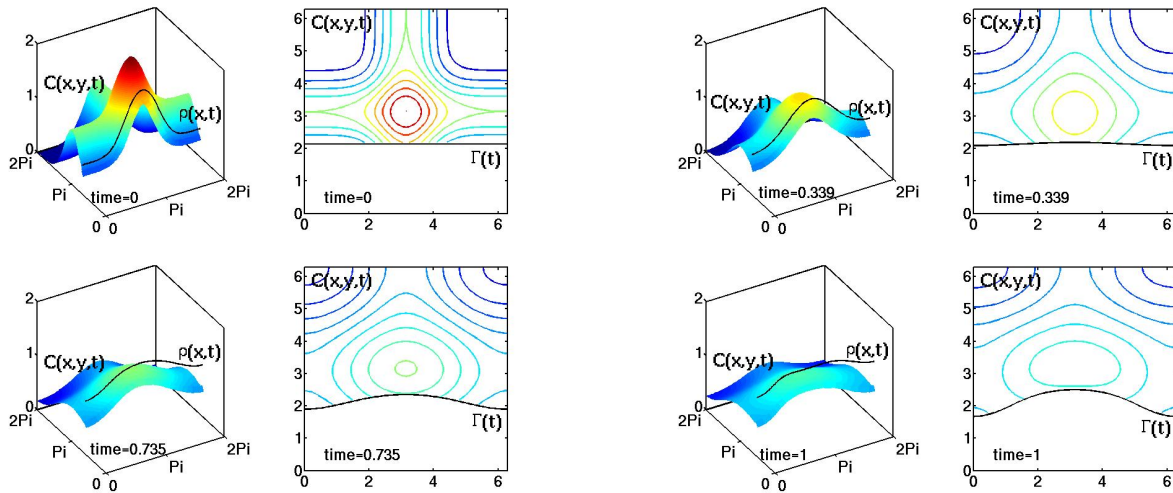 2
C(x,y,t)
1
ρ(x,t)
0
2Pi
Pi
time=0
2Pi
Pi
0 0
6
C(x,y,t)
5
4
3
2
Γ(t)
1
time=0
0
0 2 4 6
2
C(x,y,t)
1
ρ(x,t)
0
2Pi
Pi
time=0.339
2Pi
Pi
0 0
6
C(x,y,t)
5
4
3
2
Γ(t)
1
time=0.339
0
0 2 4 6
2
C(x,y,t)
1
ρ(x,t)
0
2Pi
Pi
time=0.735
2Pi
Pi
0 0
6
C(x,y,t)
5
4
3
2
Γ(t)
1
time=0.735
0
0 2 4 6
2
C(x,y,t)
1
ρ(x,t)
0
2Pi
Pi
time=1
2Pi
Pi
0 0
6
C(x,y,t)
5
4
3
2
Γ(t)
1
time=1
0
0 2 4 6